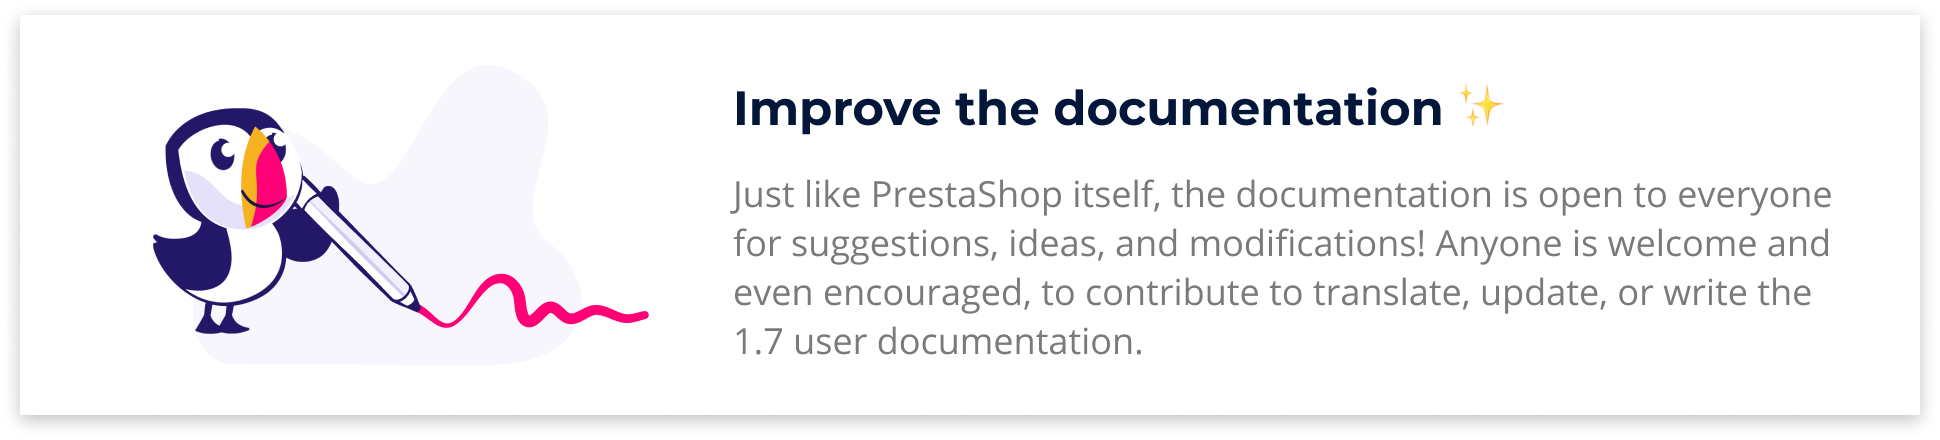 Improve the documentation ✨
Just like PrestaShop itself, the documentation is open to everyone
for suggestions, ideas, and modifications! Anyone is welcome and
even encouraged, to contribute to translate, update, or write the
1.7 user documentation.